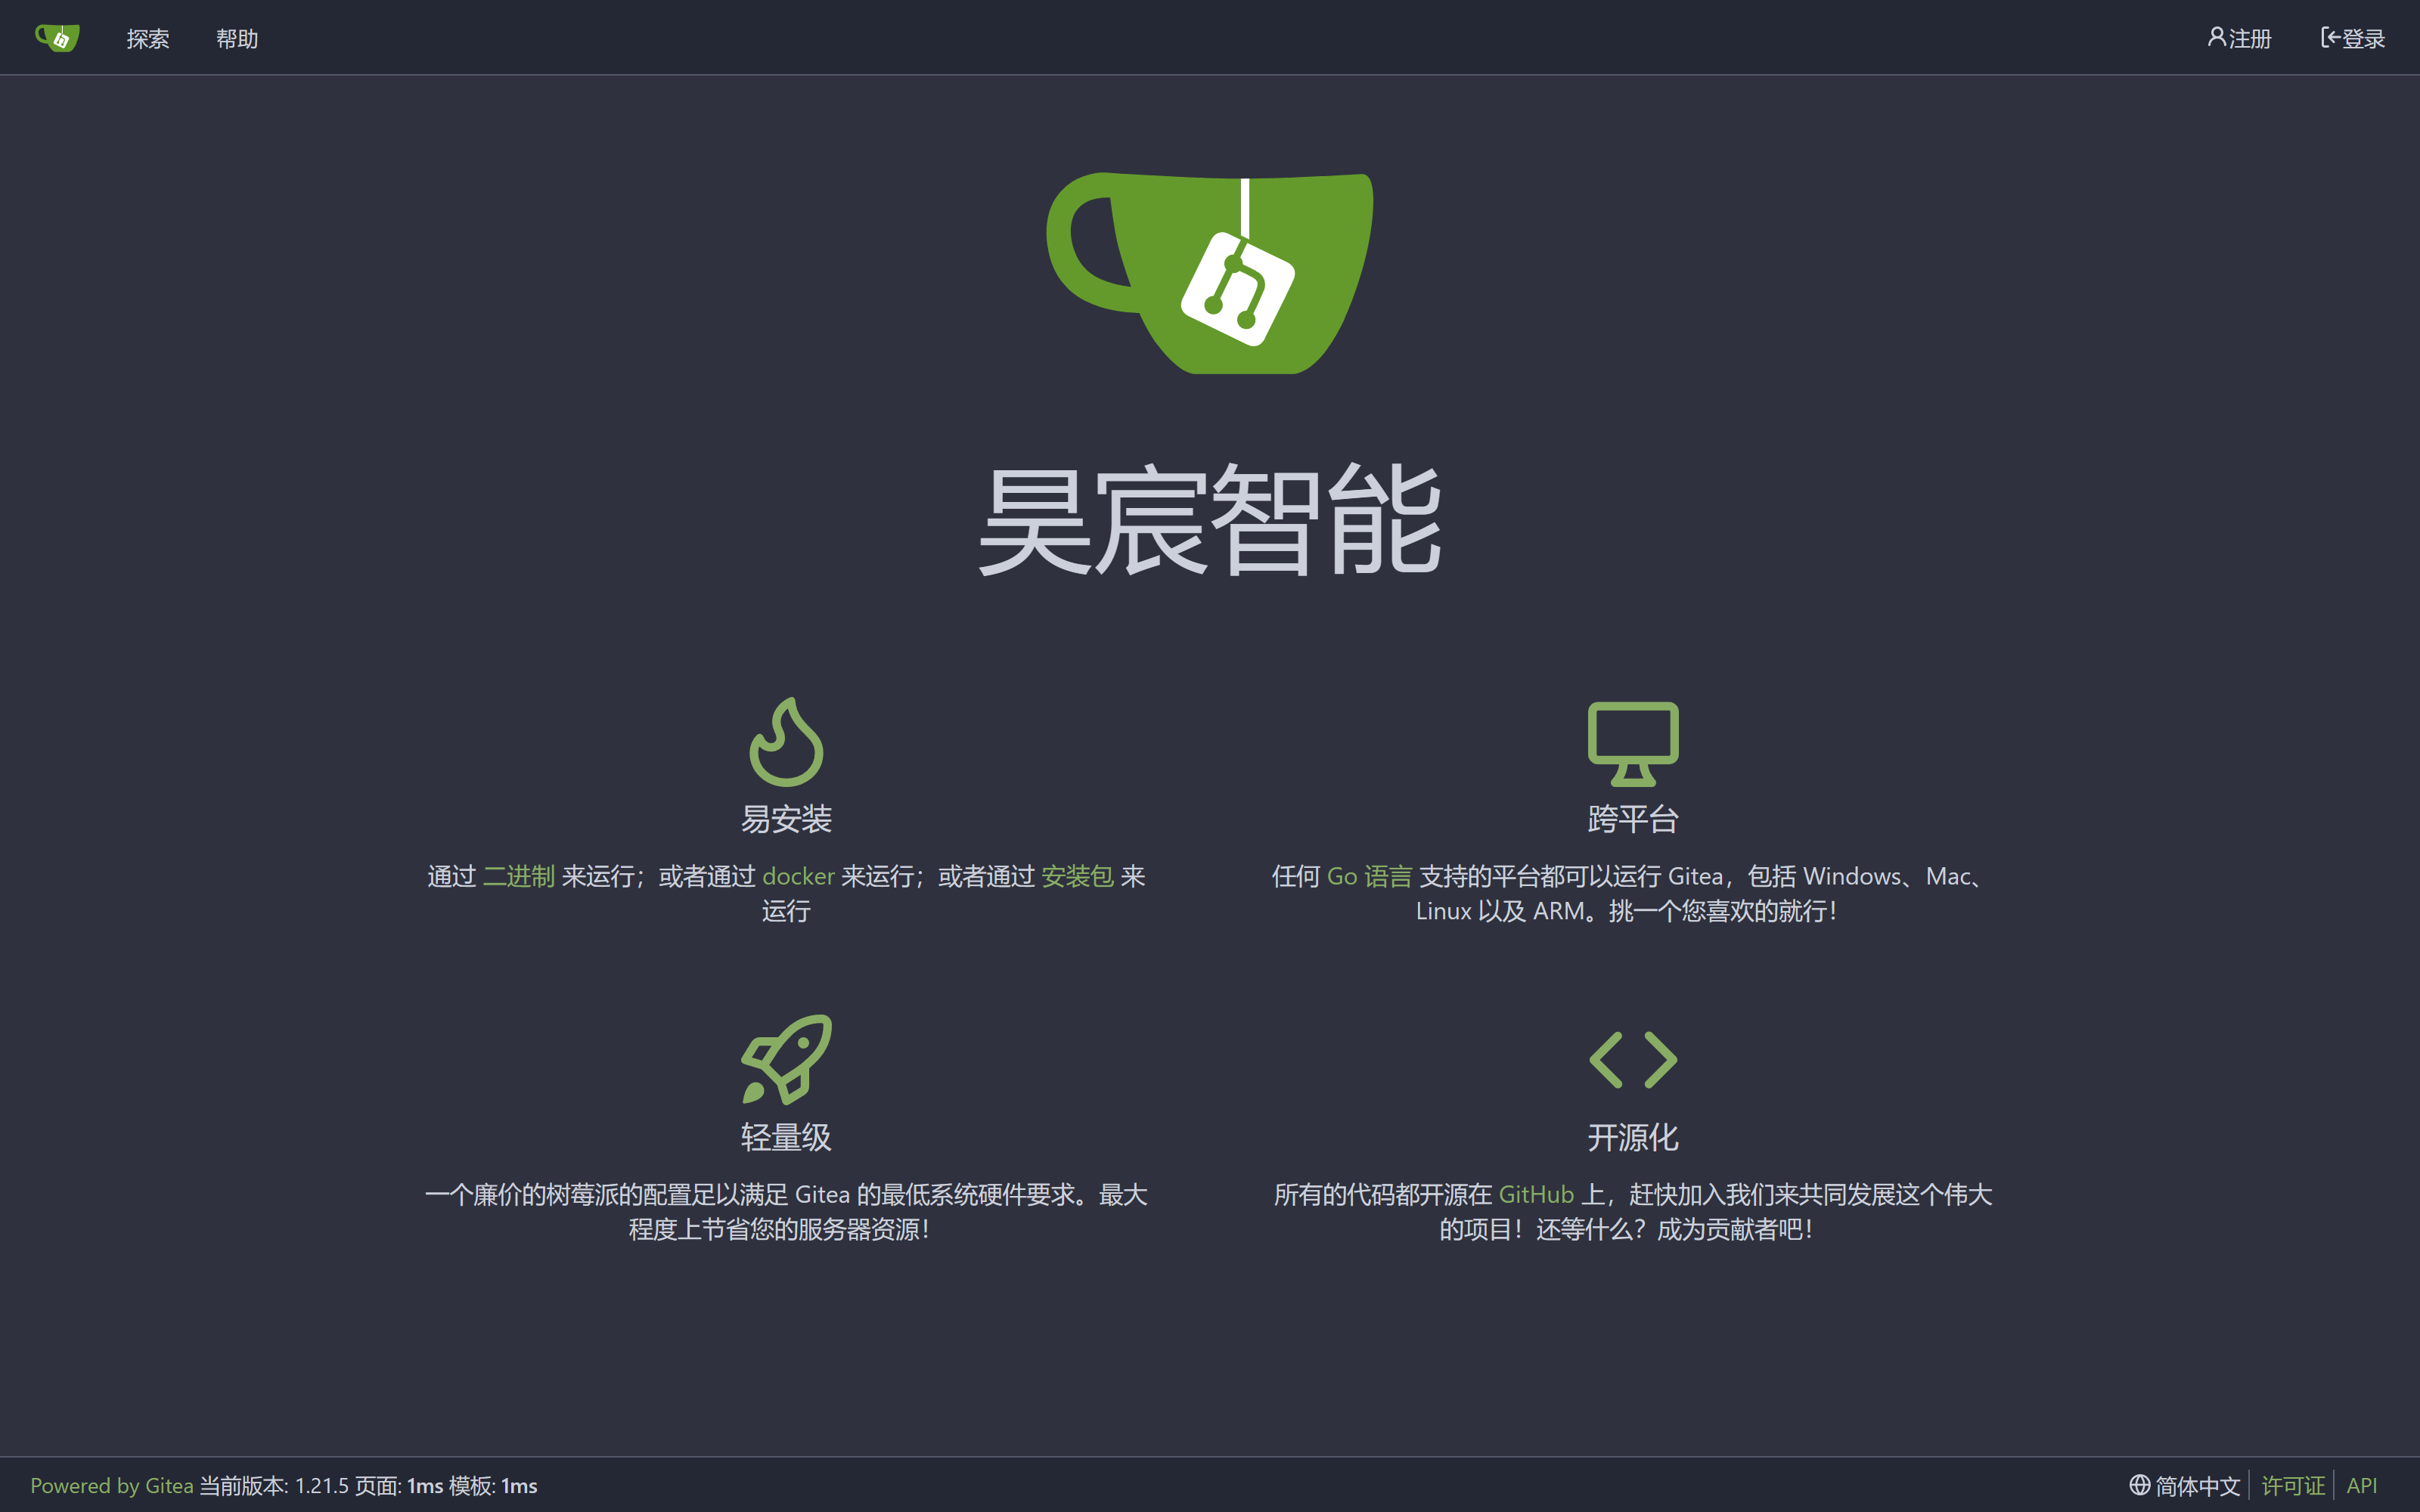 探索 帮助 注册 登录
昊宸智能
易安装
通过 二进制 来运行；或者通过 docker 来运行；或者通过 安装包 来
运行
跨平台
任何 Go 语言 支持的平台都可以运行 Gitea，包括 Windows、Mac、
Linux 以及 ARM。挑一个您喜欢的就行！
轻量级
一个廉价的树莓派的配置足以满足 Gitea 的最低系统硬件要求。最大
程度上节省您的服务器资源！
开源化
所有的代码都开源在 GitHub 上，赶快加入我们来共同发展这个伟大
的项目！还等什么？成为贡献者吧！
Powered by Gitea 当前版本: 1.21.5 页面: 1ms 模板: 1ms 简体中文 许可证 API